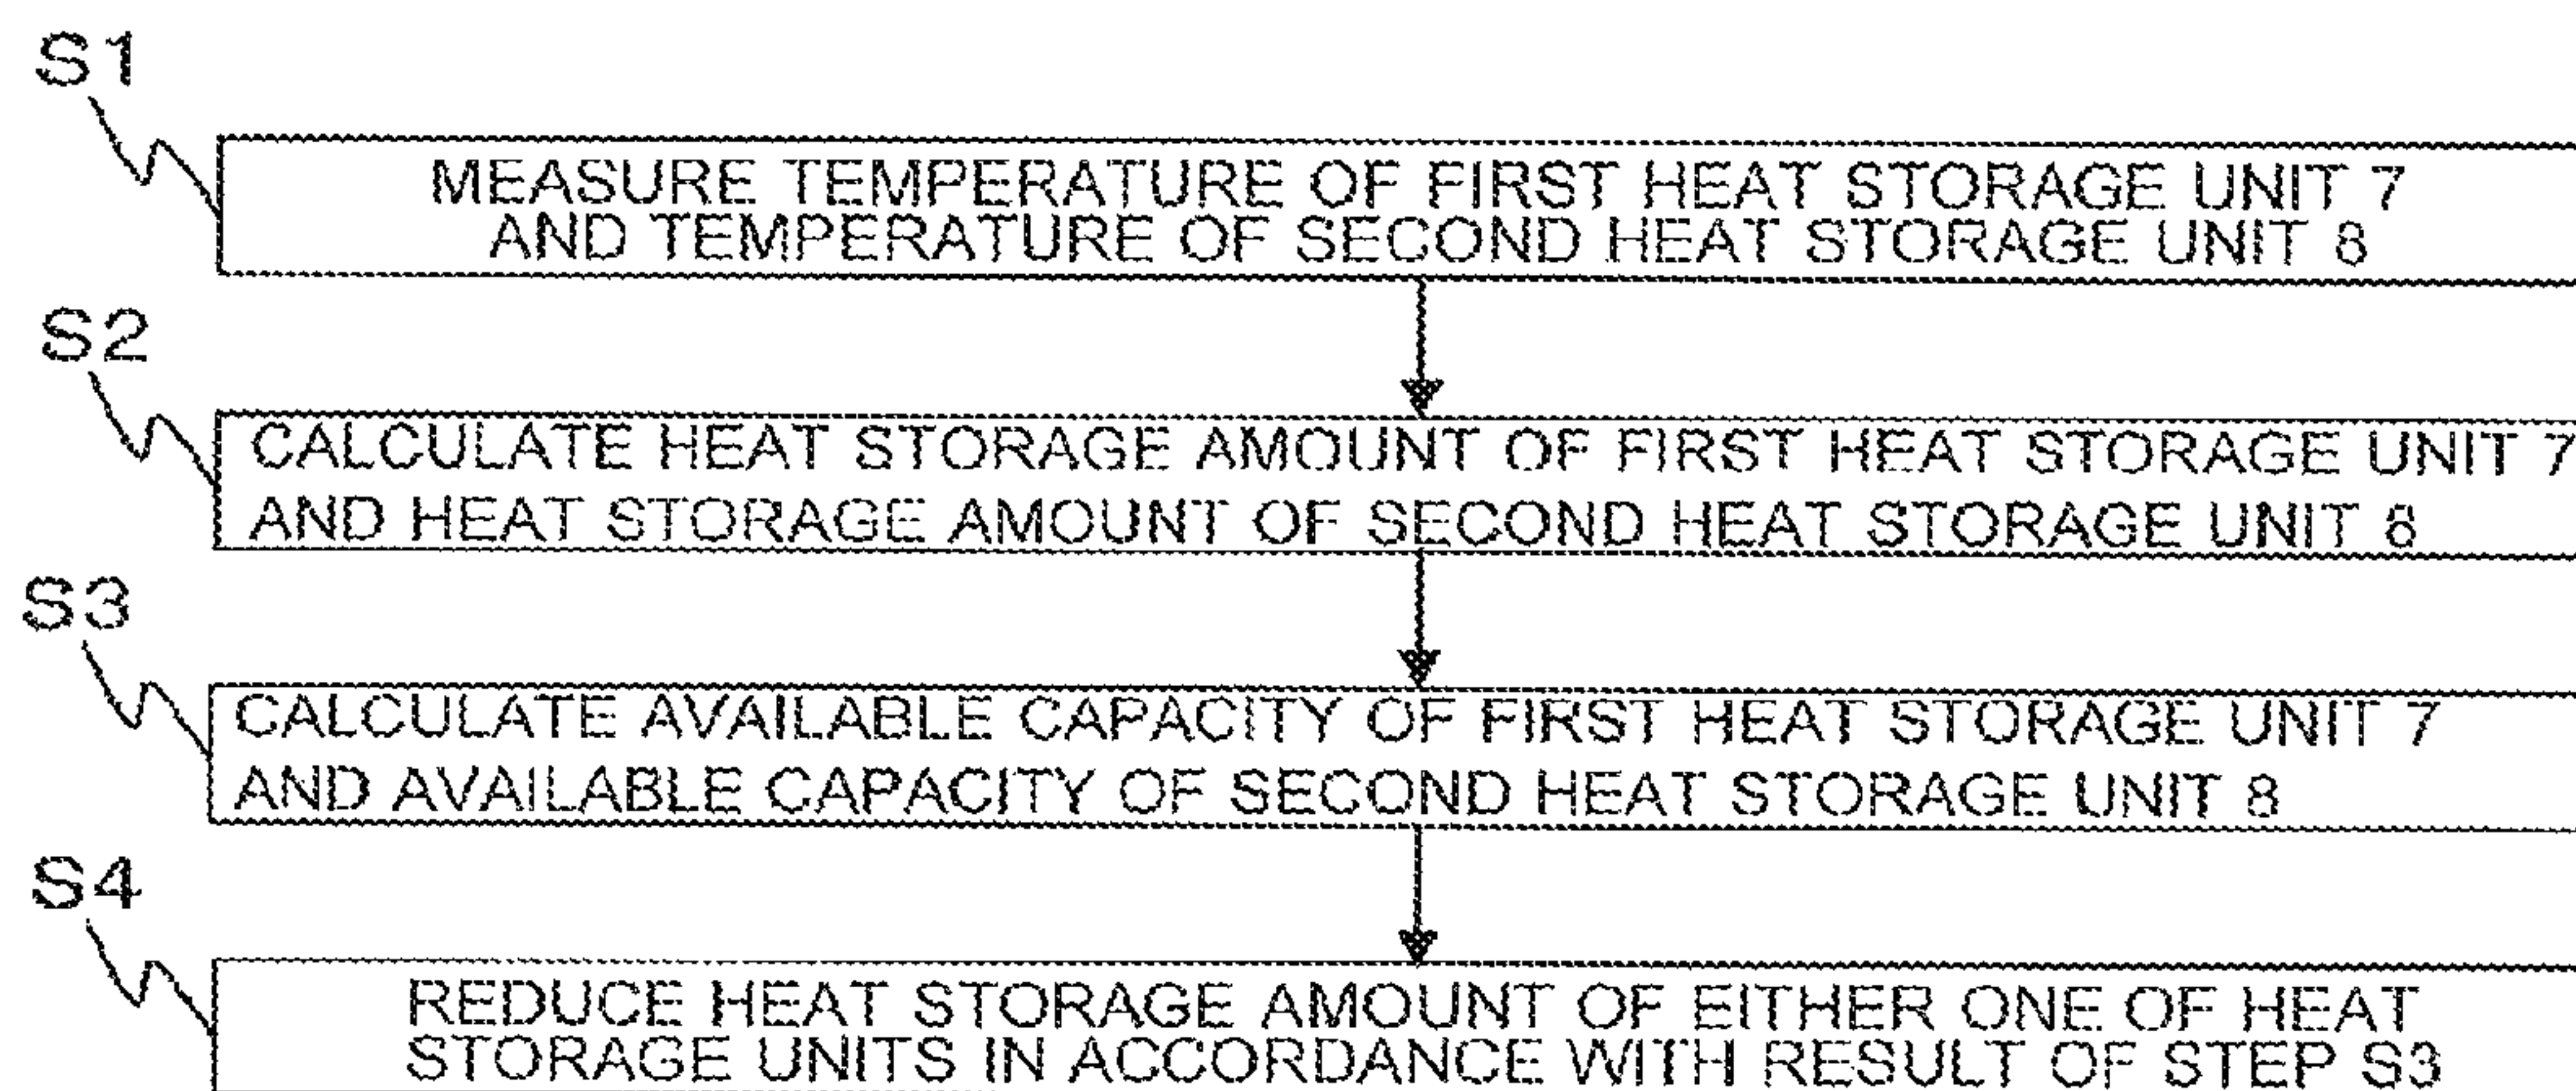 S1
MEASURE TEMPERATURE OF FIRST HEAT STORAGE UNIT 7
AND TEMPERATURE OF SECOND HEAT STORAGE UNIT 8
S2
CALCULATE HEAT STORAGE AMOUNT OF FIRST HEAT STORAGE UNIT 7
AND HEAT STORAGE AMOUNT OF SECOND HEAT STORAGE UNIT 8
S3
CALCULATE AVAILABLE CAPACITY OF FIRST HEAT STORAGE UNIT 7
AND AVAILABLE CAPACITY OF SECOND HEAT STORAGE UNIT 8
S4
REDUCE HEAT STORAGE AMOUNT OF EITHER ONE OF HEAT
STORAGE UNITS IN ACCORDANCE WITH RESULT OF STEP S3